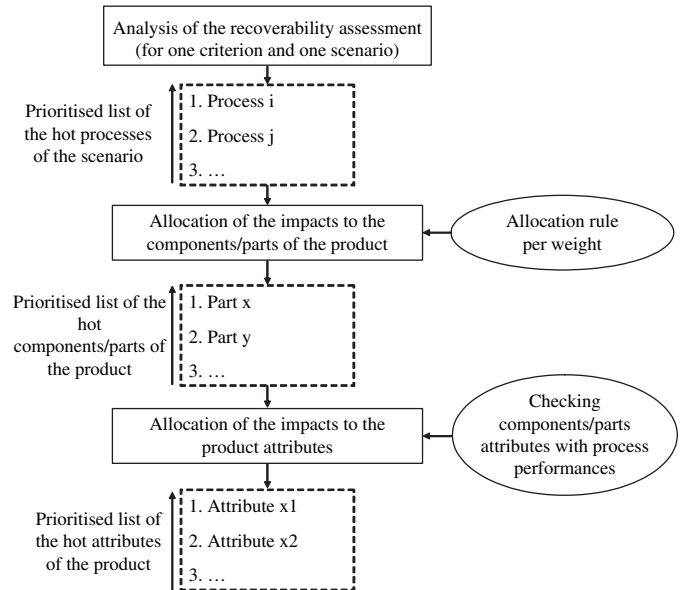 Analysis of the recoverability assessment
(for one criterion and one scenario)
Prioritised list of
the hot processes
of the scenario
1. Process i
2. Process j
3. …
Allocation of the impacts to the
components/parts of the product
Allocation rule
per weight
Prioritised list of the
hot
components/parts of
the product
1. Part x
2. Part y
3. …
Allocation of the impacts to the
product attributes
Checking
components/parts
attributes with process
performances
Prioritised list of
the hot attributes
of the product
1. Attribute x1
2. Attribute x2
3. …